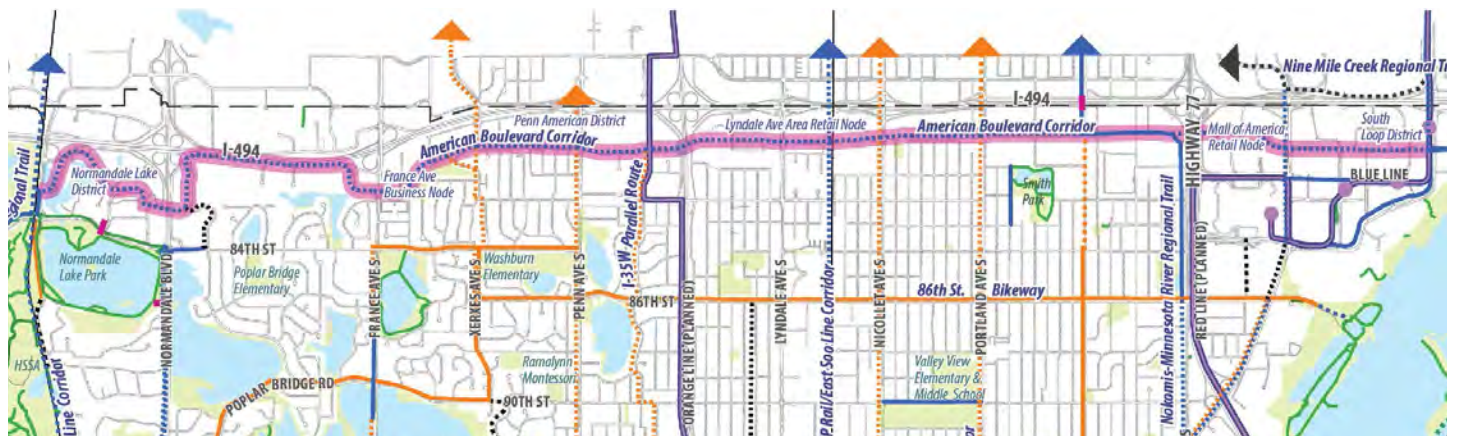 Nine Mile Creek Regional Tr
I-494
HIGHWAY 77
Penn American District
Lyndale Ave Area Retail Node
American Boulevard Corridor
American Boulevard Corridor
Mall of America
Retail Node
South
Loop District
I-494
Normandale Lake
District
France Ave
Business Node
BLUE LINE
Smith
Park
gional Trail
I-35W Parallel Route
84TH ST
Normandale
Lake Park
Poplar Bridge
Elementary
Washburn
Elementary
NORMANDALE BLVD
FRANCE AVE S
XERXES AVE S
PENN AVE S
86TH ST
86th St. Bikeway
ORANGE LINE (PLANNED)
LYNDALE AVE S
P Rail/East Soo Line Corridor
NICOLLET AVE S
PORTLAND AVE S
Nokomis-Minnesota River Regional Trail
RED LINE (PLANNED)
HSSA
Line Corridor
Ramalynn
Montessori
Valley View
Elementary &
Middle School
POPLAR BRIDGE RD
90TH ST